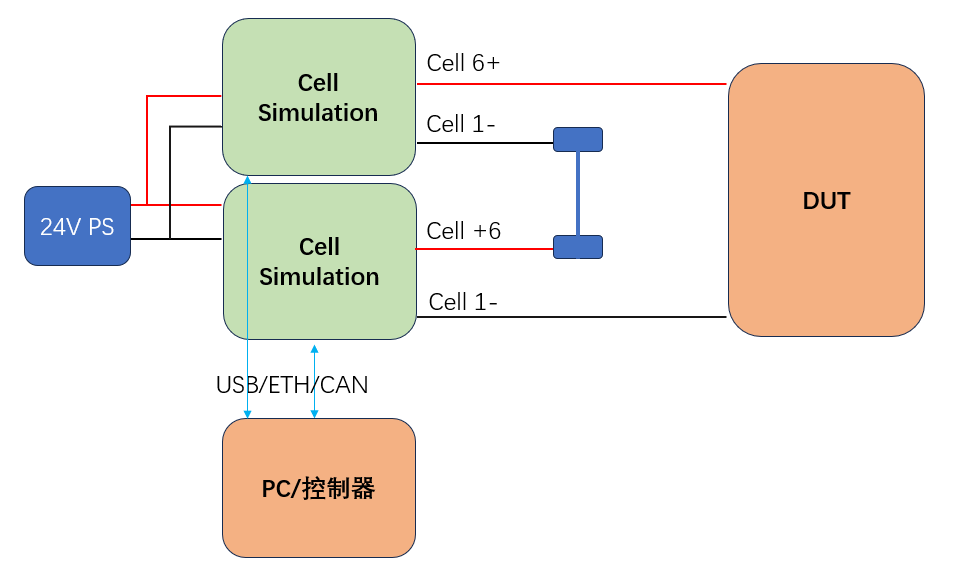 Cell
Simulation
Cell 6+
Cell 1-
24V PS
Cell
Simulation
Cell +6
Cell 1-
DUT
USB/ETH/CAN
PC/控制器